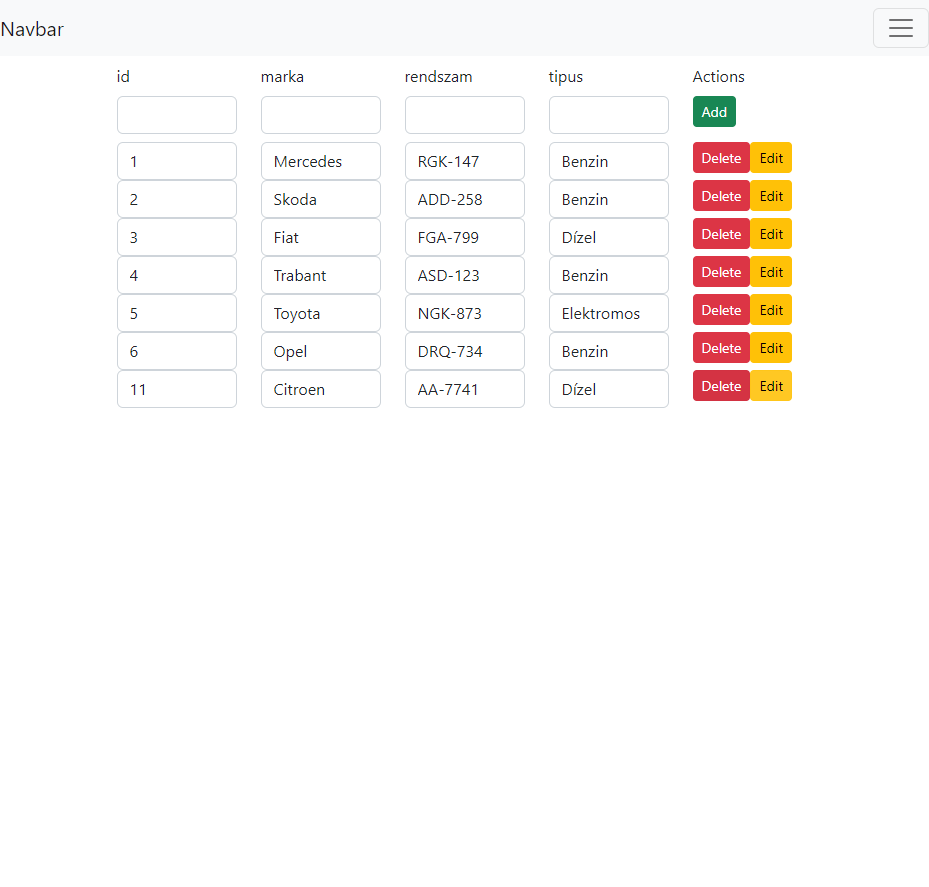 Navbar
id marka rendszam tipus Actions
Add
1 Mercedes RGK-147 Benzin Delete Edit
2 Skoda ADD-258 Benzin Delete Edit
3 Fiat FGA-799 Dízel Delete Edit
4 Trabant ASD-123 Benzin Delete Edit
5 Toyota NGK-873 Elektromos Delete Edit
6 Opel DRQ-734 Benzin Delete Edit
11 Citroen AA-7741 Dízel Delete Edit